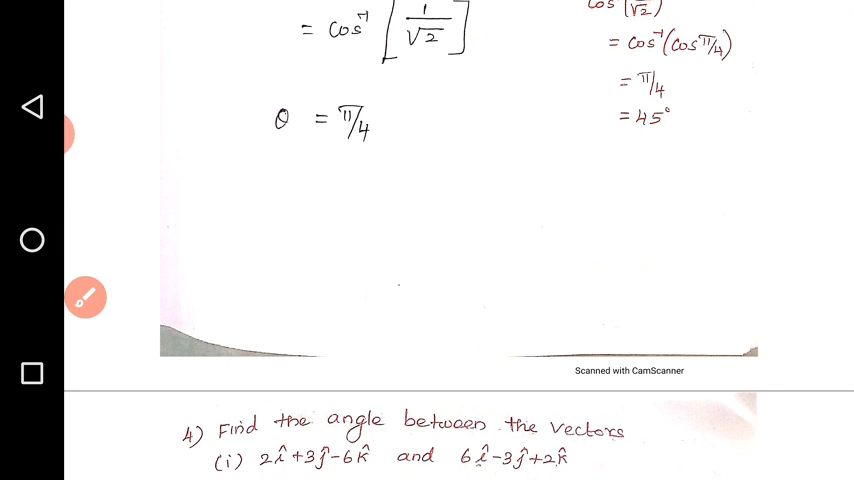 = cos⁻¹ [1/√2]
θ = π/4
cos⁻¹(1/√2)
= cos⁻¹(cos π/4)
= π/4
= 45°
Scanned with CamScanner
4) Find the angle between the vectors
(i) 2î+3ĵ-6k̂ and 6î-3ĵ+2k̂